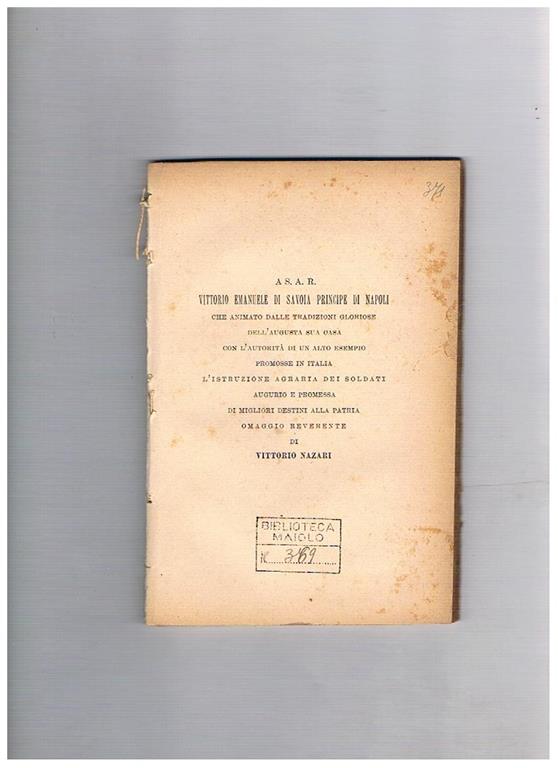 371
A S. A. R.
VITTORIO EMANUELE DI SAVOIA PRINCIPE DI NAPOLI
CHE ANIMATO DALLE TRADIZIONI GLORIOSE
DELL'AUGUSTA SUA CASA
CON L'AUTORITÀ DI UN ALTO ESEMPIO
PROMOSSE IN ITALIA
L'ISTRUZIONE AGRARIA DEI SOLDATI
AUGURIO E PROMESSA
DI MIGLIORI DESTINI ALLA PATRIA
OMAGGIO REVERENTE
DI
VITTORIO NAZARI
BIBLIOTECA
MAIOLO
N. 369